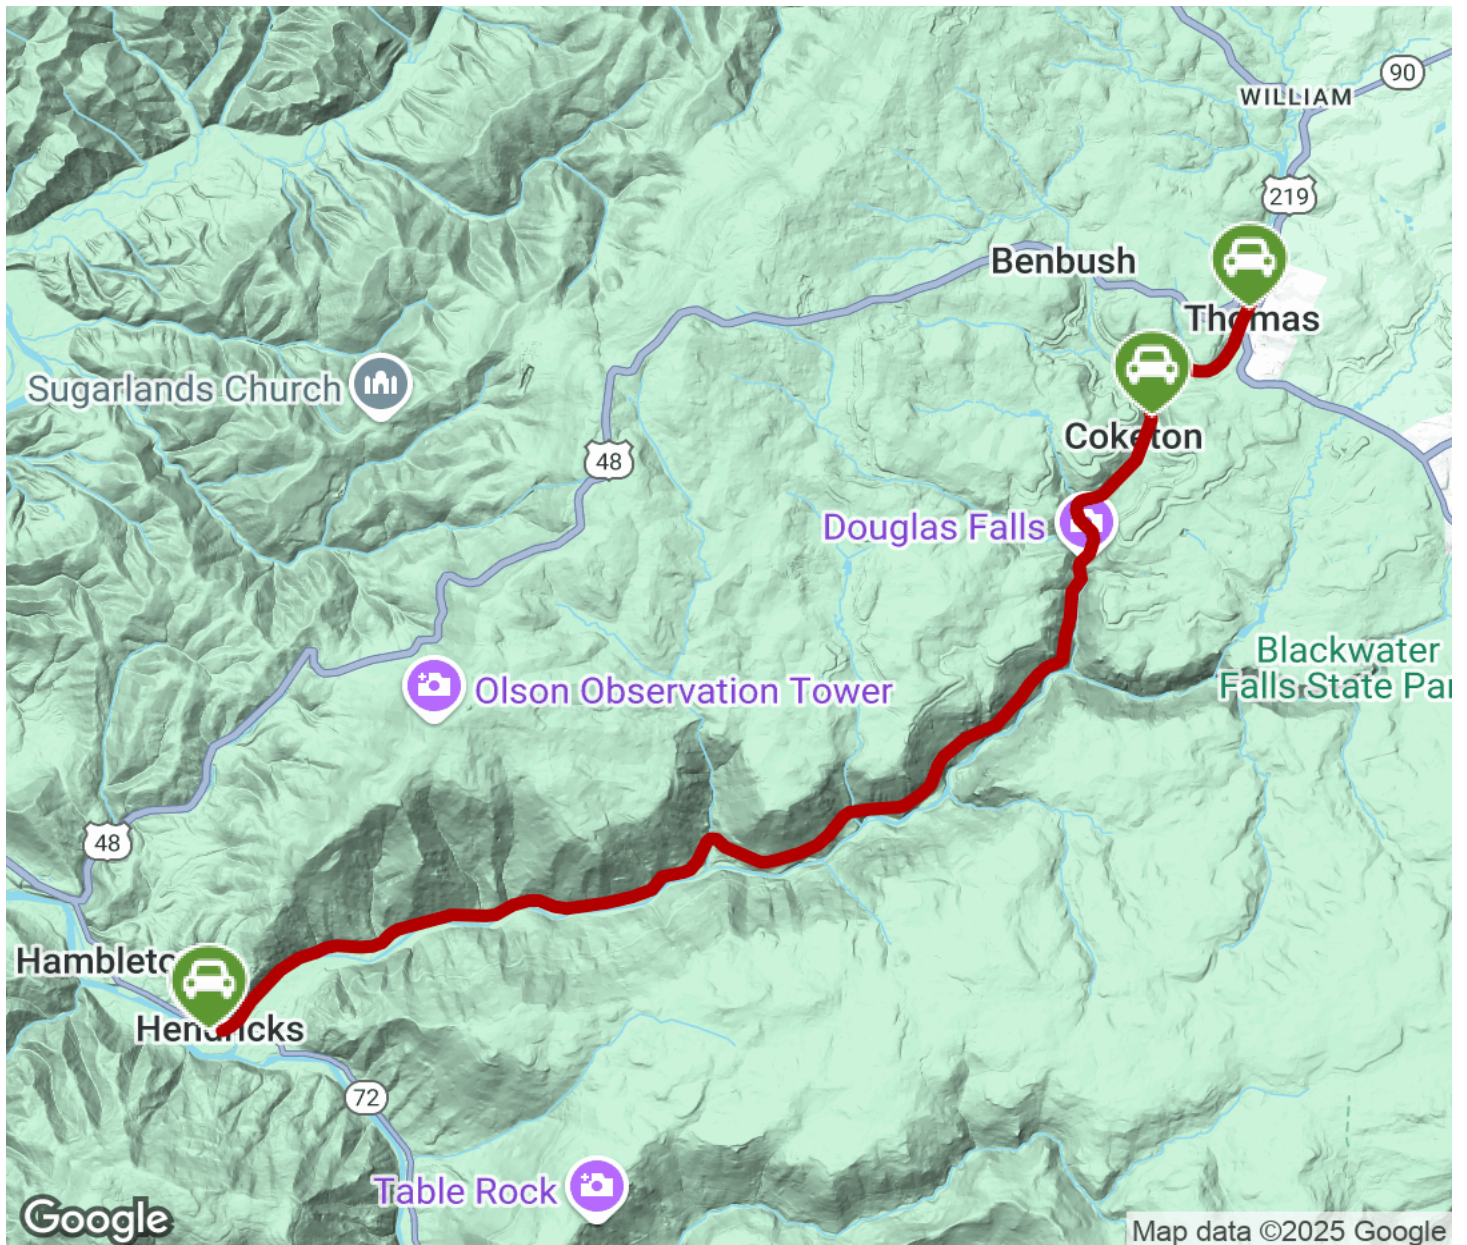 90
WILLIAM
219
Benbush
Thomas
Sugarlands Church
Coketon
48
Douglas Falls
Blackwater
Falls State Par
Olson Observation Tower
48
Hambleto
Hendricks
72
Table Rock
Google
Map data ©2025 Google